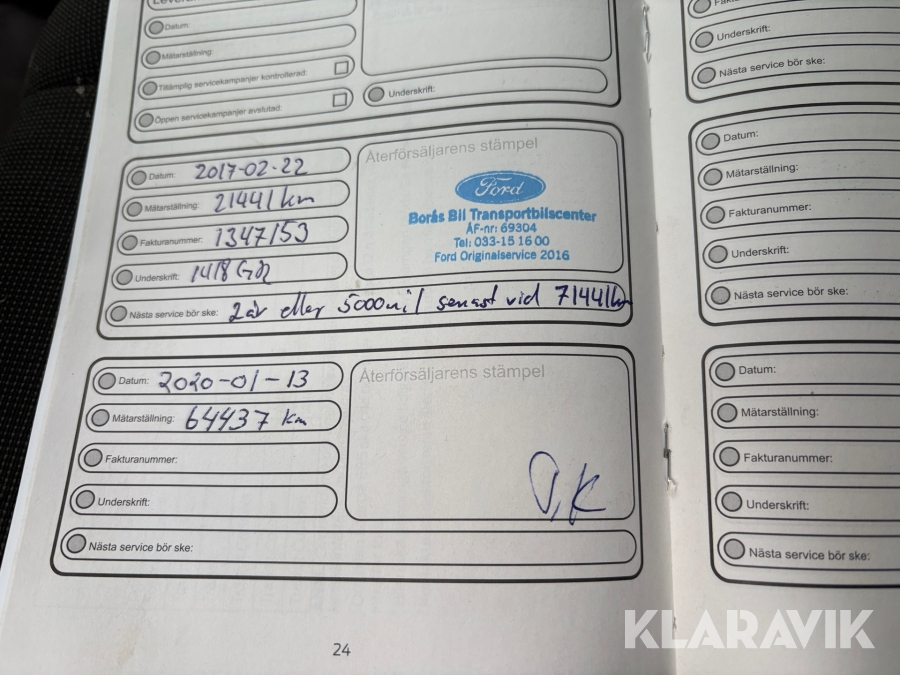 Datum:
Mätarställning:
Tillämplig servicekampanjer kontrollerad:
Öppen servicekampanjer avslutad:
Underskrift:
Datum: 2017-02-22
Mätarställning: 21441 km
Fakturanummer: 1347153
Underskrift: 1418
Nästa service bör ske: 2 år eller 5000 mil senast vid 71441 km
Återförsäljarens stämpel
Ford
Borås Bil Transportbilscenter
ÅF-nr: 69304
Tel: 033-15 16 00
Ford Originalservice 2016
Datum: 2020-01-13
Mätarställning: 64437 km
Fakturanummer:
Underskrift:
Nästa service bör ske:
Återförsäljarens stämpel
O,K
24
Underskrift:
Nästa service bör ske:
Datum:
Mätarställning:
Fakturanummer:
Underskrift:
Nästa service bör ske:
Datum:
Mätarställning:
Fakturanummer:
Underskrift:
Nästa service bör ske:
KLARAVIK